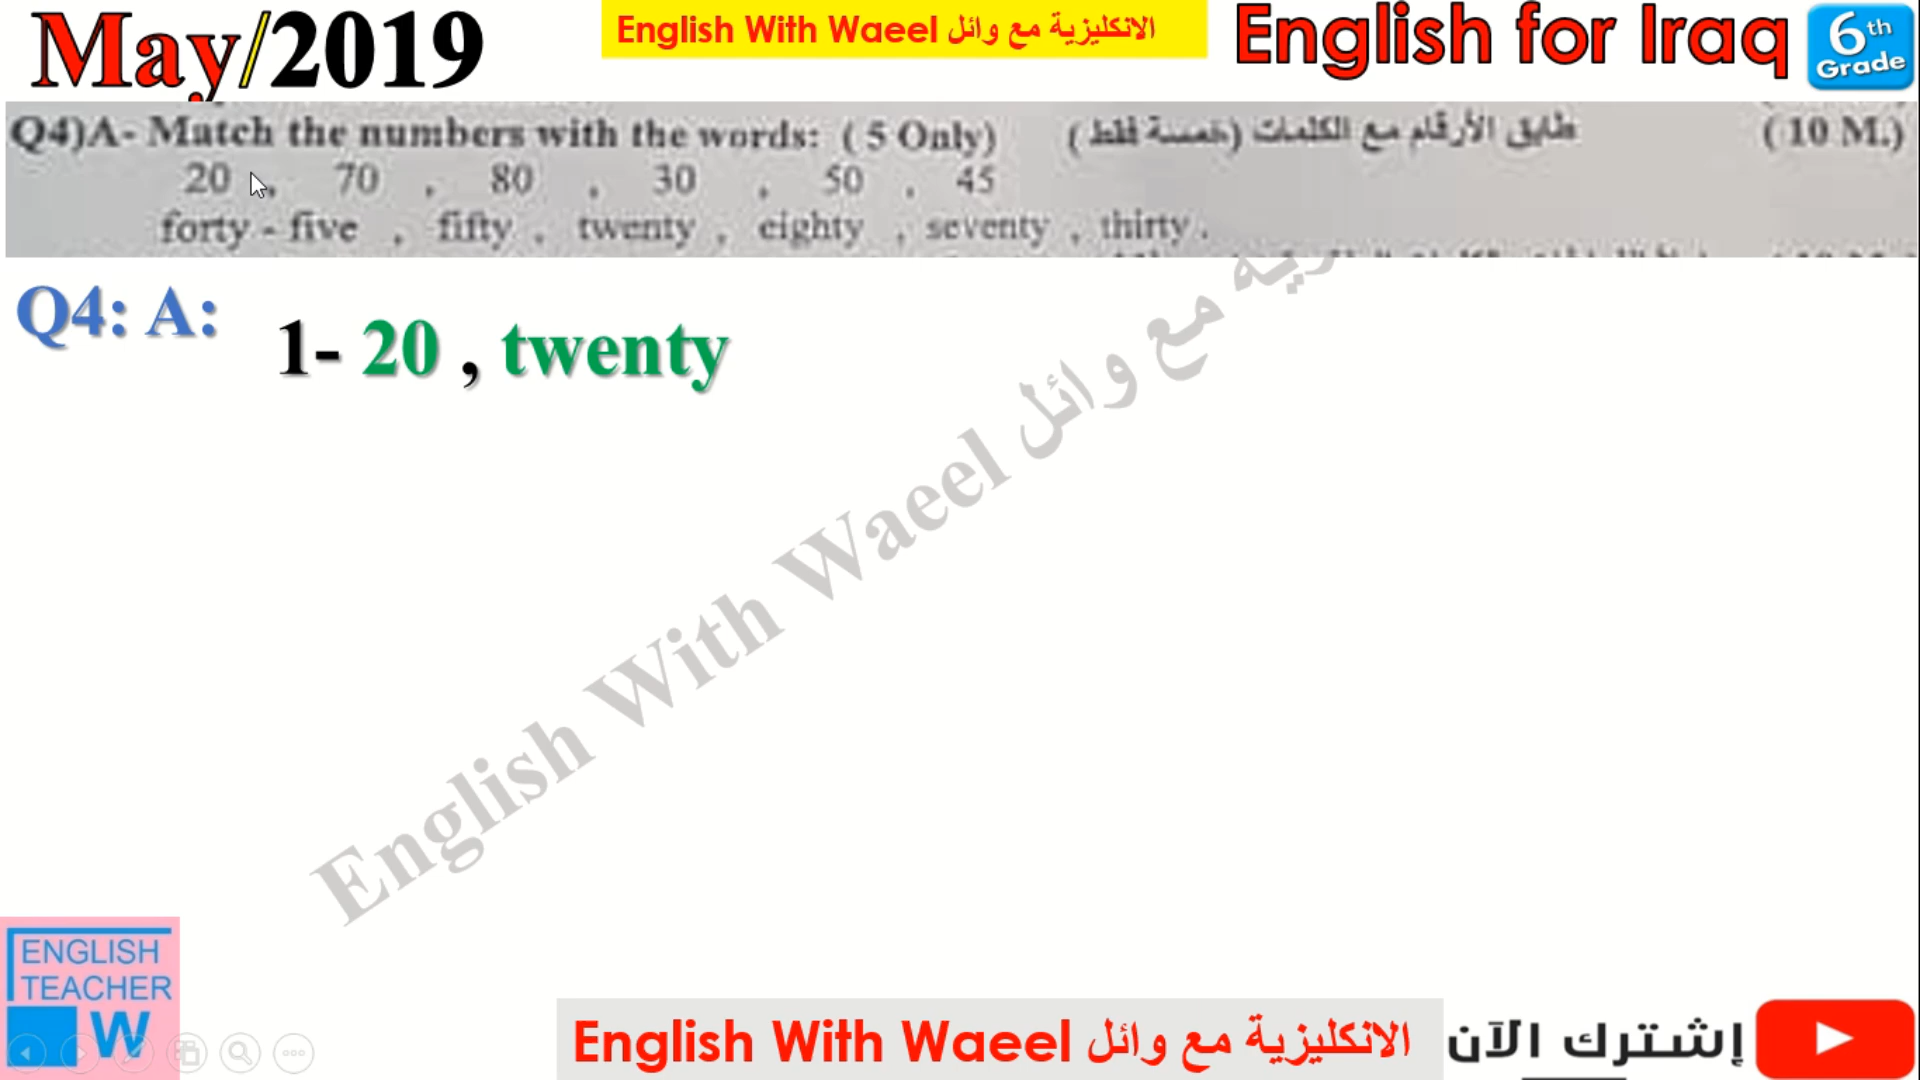 May/2019
English With Waeel الانكليزية مع وائل
English for Iraq
6th Grade
Q4)A- Match the numbers with the words: ( 5 Only) طابق الأرقام مع الكلمات (خمسة فقط) (10 M.)
20 , 70 , 80 , 30 , 50 , 45
forty - five , fifty , twenty , eighty , seventy , thirty .
Q4: A:
1- 20 , twenty
English With Waeel مع وائل
ENGLISH
TEACHER
W
English With Waeel الانكليزية مع وائل
إشترك الآن